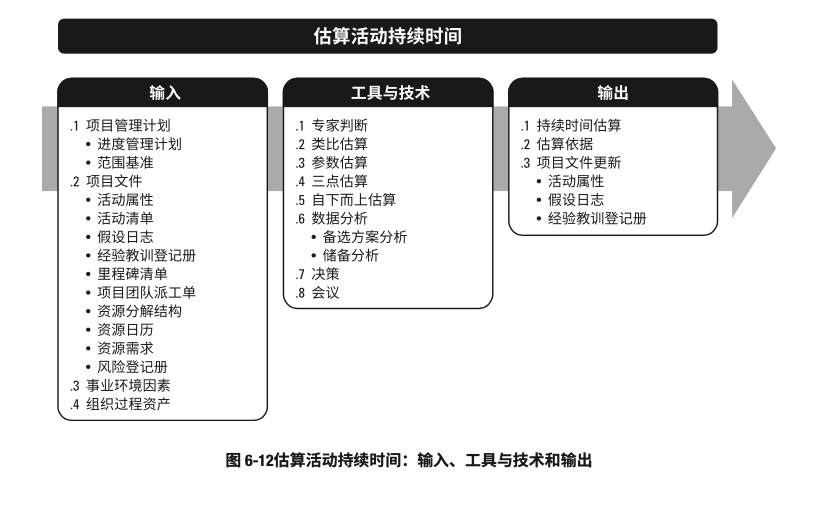 估算活动持续时间
输入
.1 项目管理计划
• 进度管理计划
• 范围基准
.2 项目文件
• 活动属性
• 活动清单
• 假设日志
• 经验教训登记册
• 里程碑清单
• 项目团队派工单
• 资源分解结构
• 资源日历
• 资源需求
• 风险登记册
.3 事业环境因素
.4 组织过程资产
工具与技术
.1 专家判断
.2 类比估算
.3 参数估算
.4 三点估算
.5 自下而上估算
.6 数据分析
• 备选方案分析
• 储备分析
.7 决策
.8 会议
输出
.1 持续时间估算
.2 估算依据
.3 项目文件更新
• 活动属性
• 假设日志
• 经验教训登记册
图 6-12估算活动持续时间：输入、工具与技术和输出